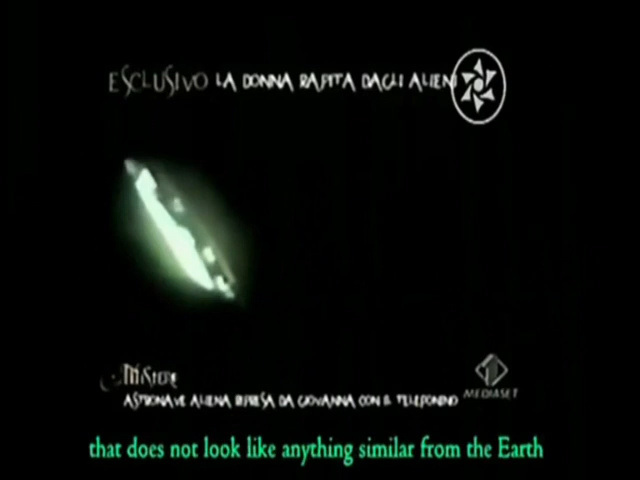 ESCLUSIVO LA DONNA RAPITA DAGLI ALIENI
Mistero
ASTRONAVE ALIENA RIPRESA DA GIOVANNA CON IL TELEFONINO
MEDIASET
that does not look like anything similar from the Earth